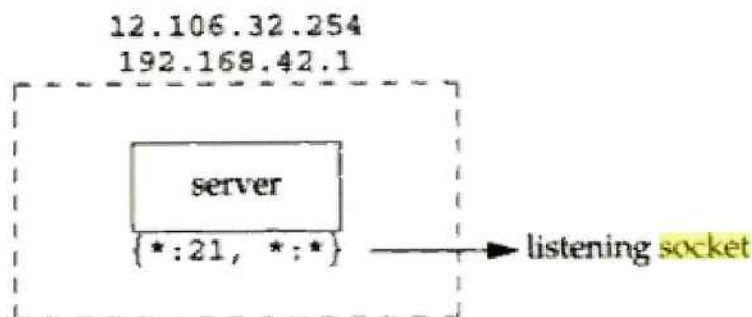 12.106.32.254
192.168.42.1
server
{*:21, *:*}
listening socket